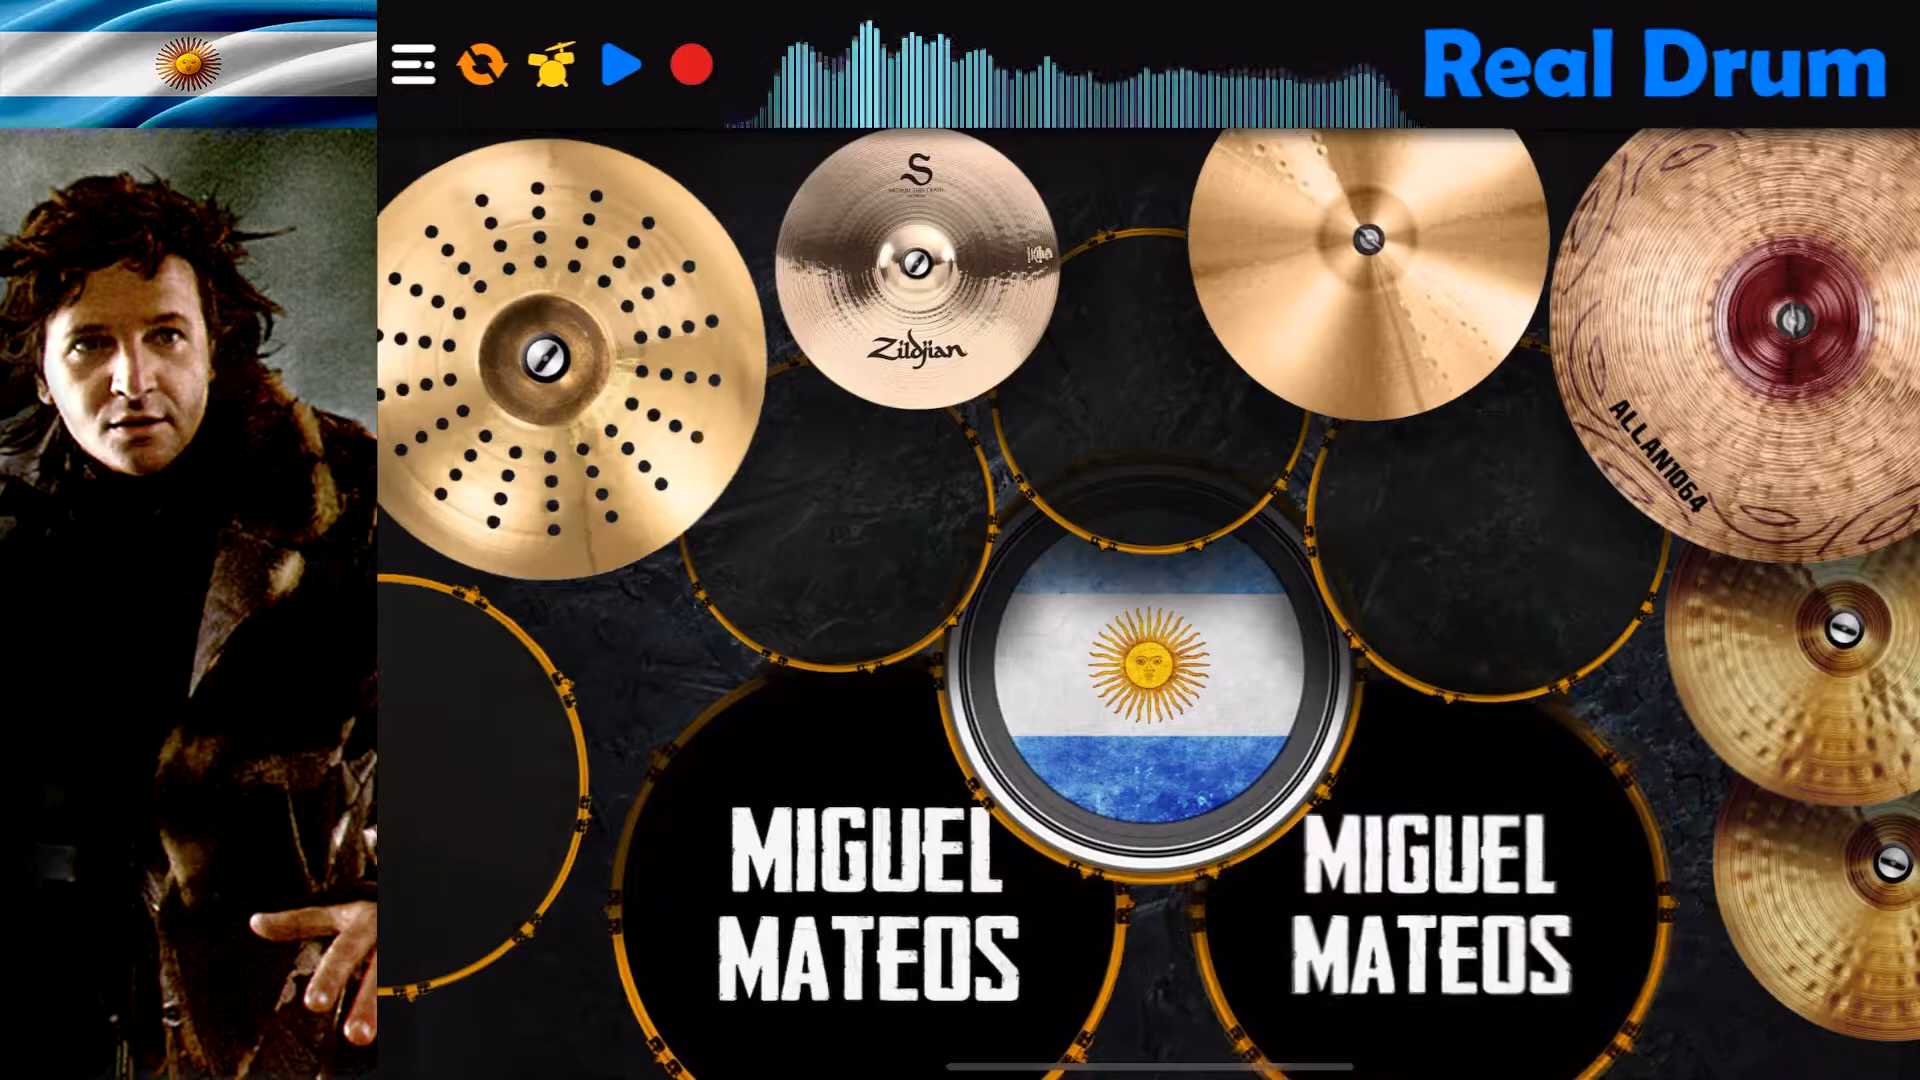 Real Drum
S
Zildjian
ALLAN1064
MIGUEL
MATEOS
MIGUEL
MATEOS